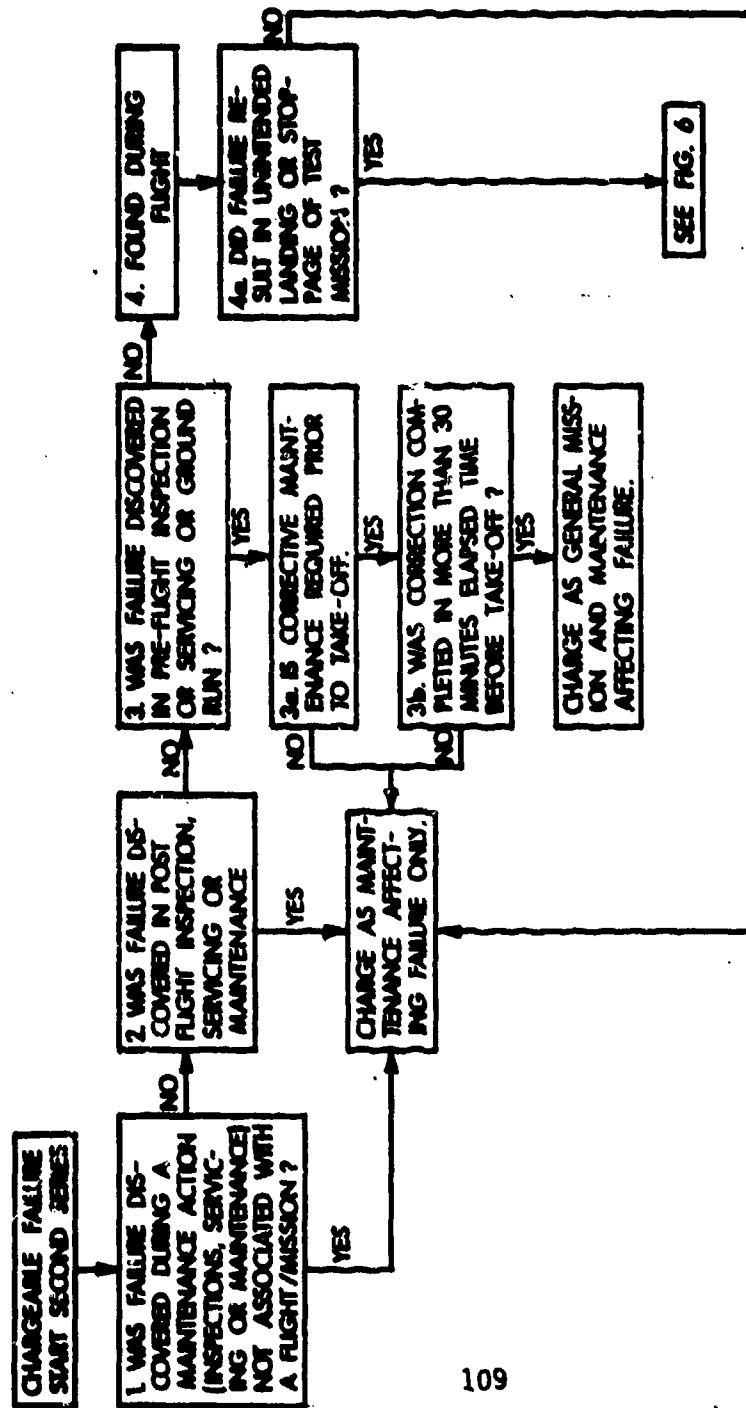 CHARGEABLE FAILURE
START SECOND SERIES
1. WAS FAILURE DIS-
COVERED DURING A
MAINTENANCE ACTION
(INSPECTIONS, SERVIC-
ING OR MAINTENANCE)
NOT ASSOCIATED WITH
A FLIGHT/MISSION?
NO
YES
2. WAS FAILURE DIS-
COVERED IN POST
FLIGHT INSPECTION,
SERVICING OR
MAINTENANCE
NO
YES
CHARGE AS MAINT-
TENANCE AFFECT-
ING FAILURE ONLY.
3. WAS FAILURE DISCOVERED
IN PRE-FLIGHT INSPECTION
OR SERVICING OR GROUND
RUN?
NO
YES
3a. IS CORRECTIVE MAINT-
ENANCE REQUIRED PRIOR
TO TAKE-OFF.
NO
YES
3b. WAS CORRECTION COM-
PLETED IN MORE THAN 30
MINUTES ELAPSED TIME
BEFORE TAKE-OFF?
NO
YES
CHARGE AS GENERAL MISS-
ION AND MAINTENANCE
AFFECTING FAILURE.
4. FOUND DURING
FLIGHT
4a. DID FAILURE RE-
SULT IN UNINTENDED
LANDING OR STOP-
PAGE OF TEST
MISSION?
NO
YES
SEE FIG. 6
109